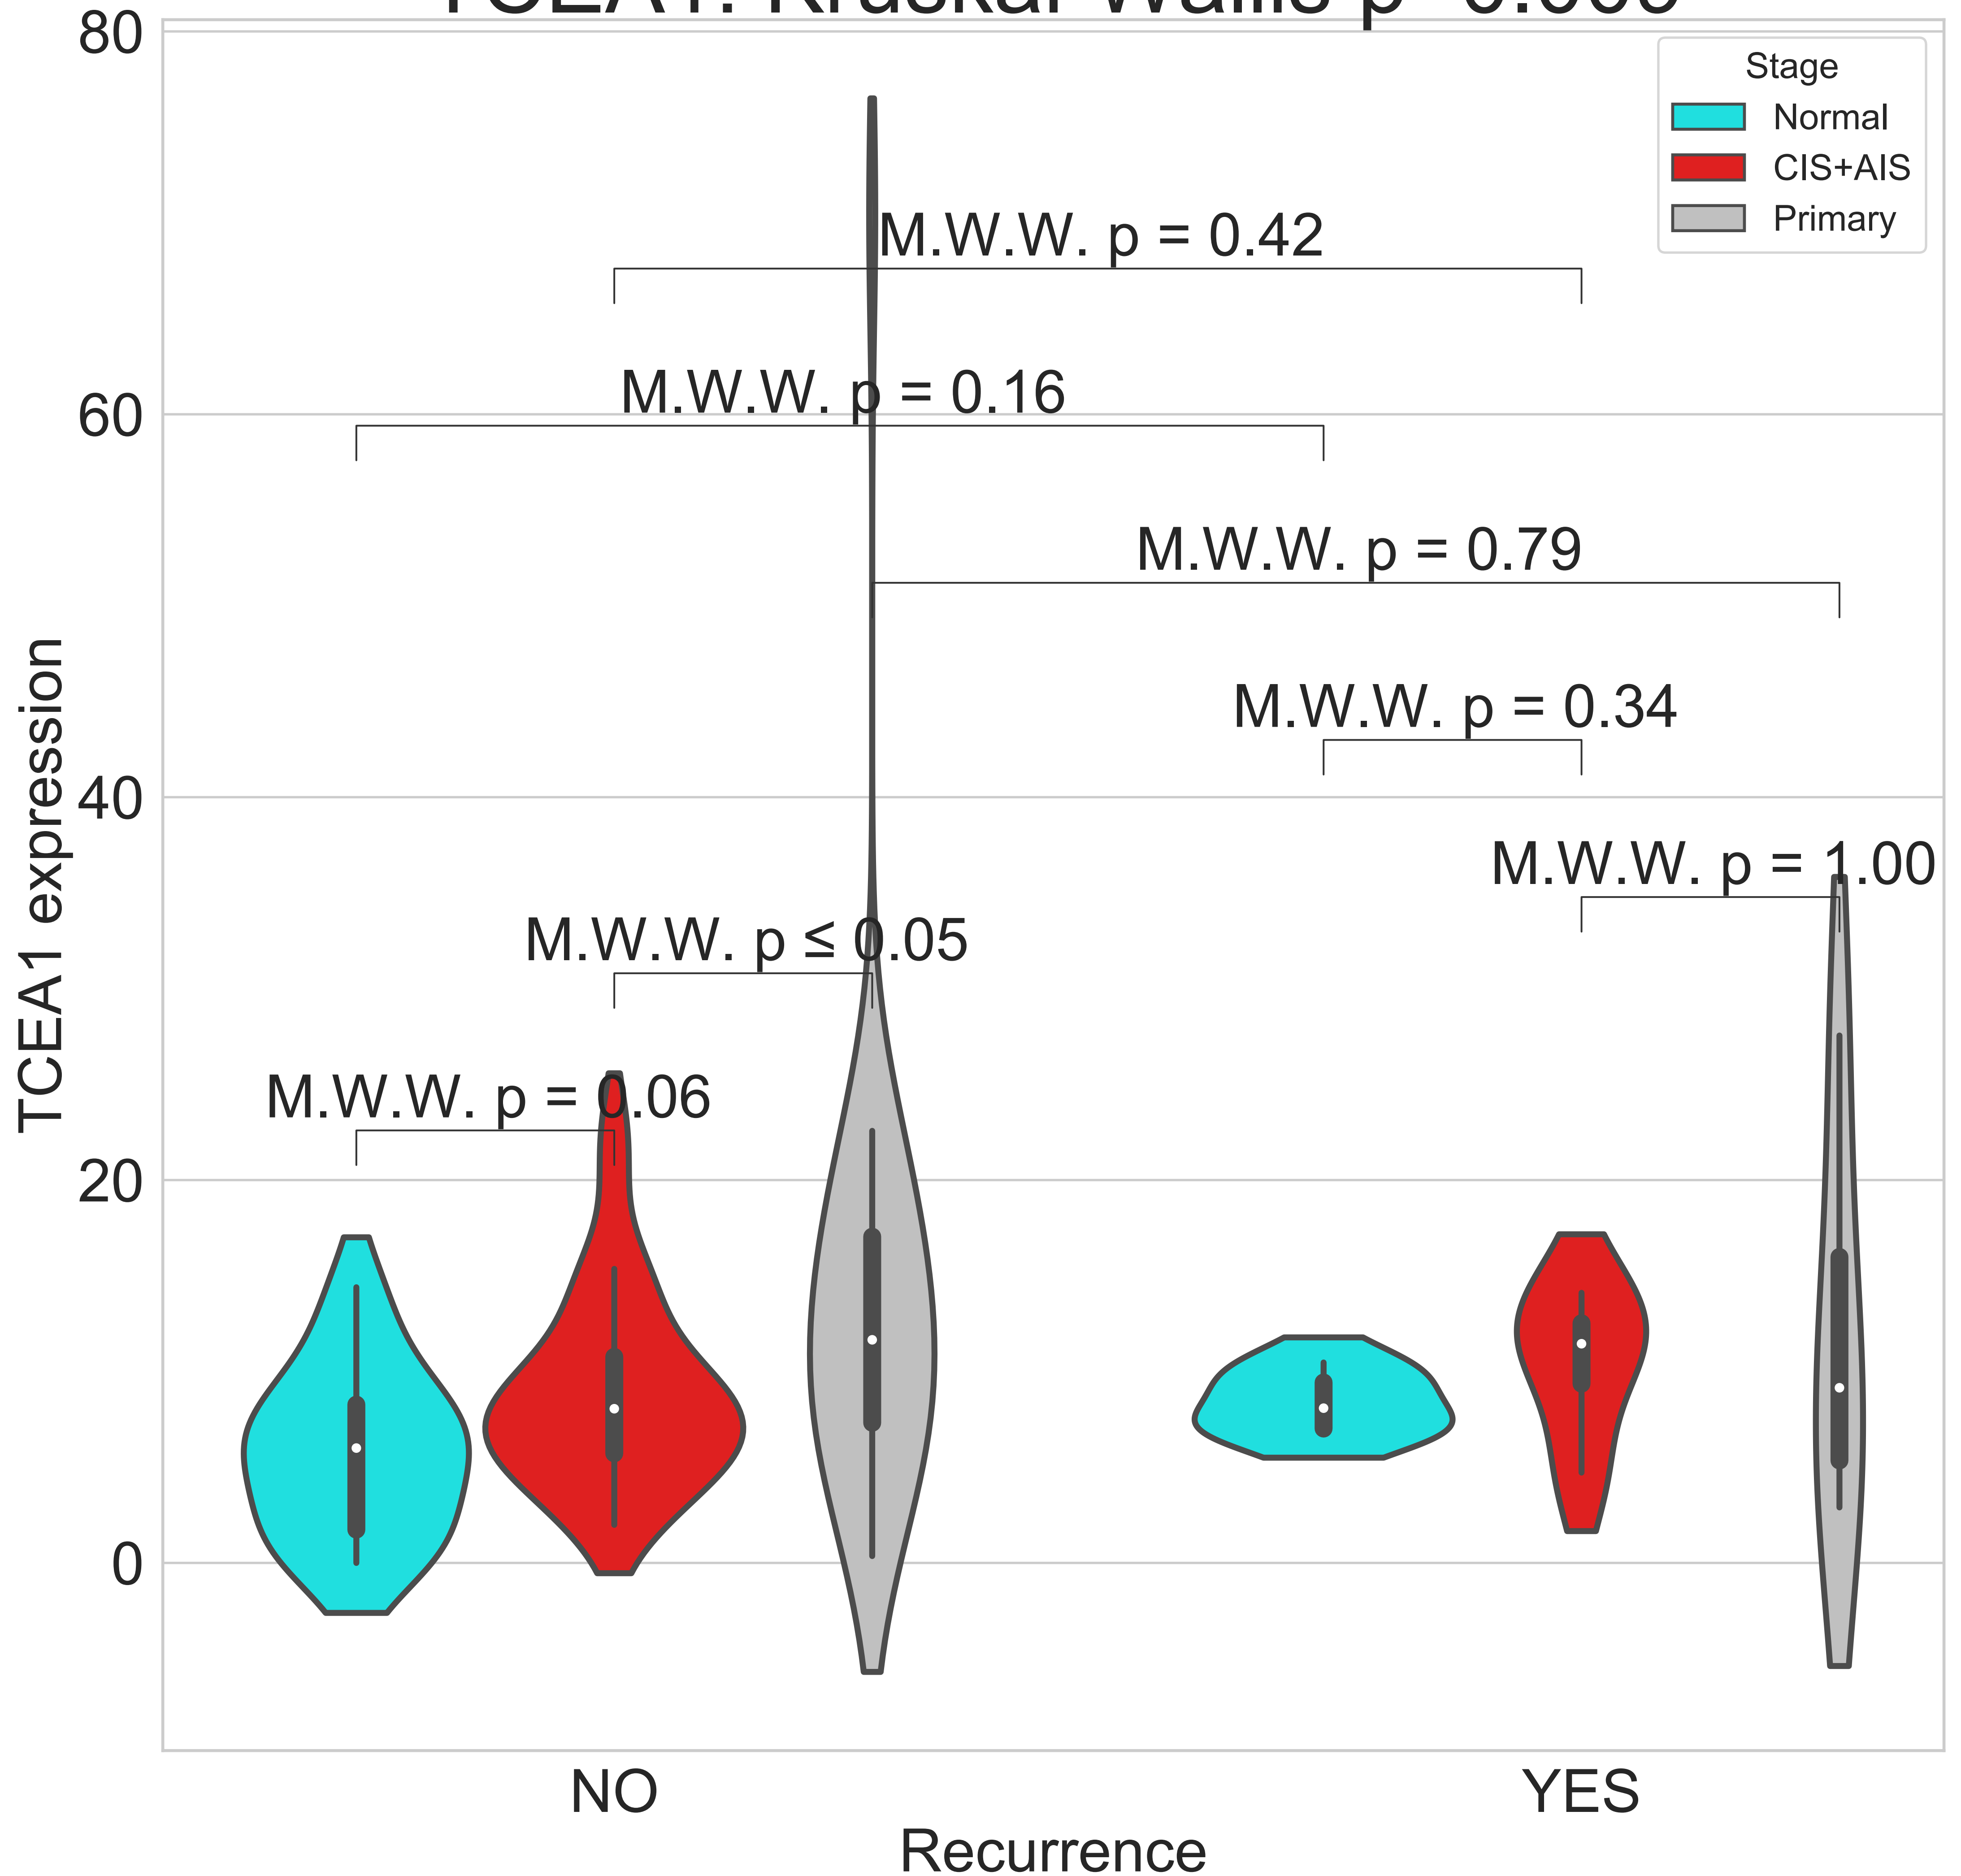 80
Stage
Normal
CIS+AIS
Primary
M.W.W. p = 0.42
M.W.W. p = 0.16
60
M.W.W. p = 0.79
M.W.W. p = 0.34
40
M.W.W. p = 1.00
M.W.W. p ≤ 0.05
M.W.W. p = 0.06
20
0
TCEA1 expression
NO
YES
Recurrence